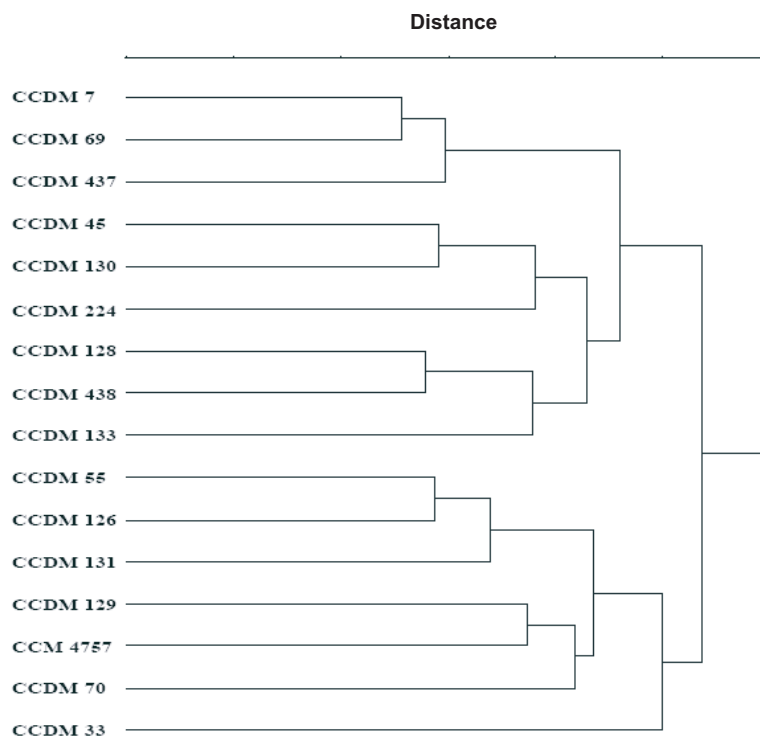 Distance
CCDM 7
CCDM 69
CCDM 437
CCDM 45
CCDM 130
CCDM 224
CCDM 128
CCDM 438
CCDM 133
CCDM 55
CCDM 126
CCDM 131
CCDM 129
CCM 4757
CCDM 70
CCDM 33